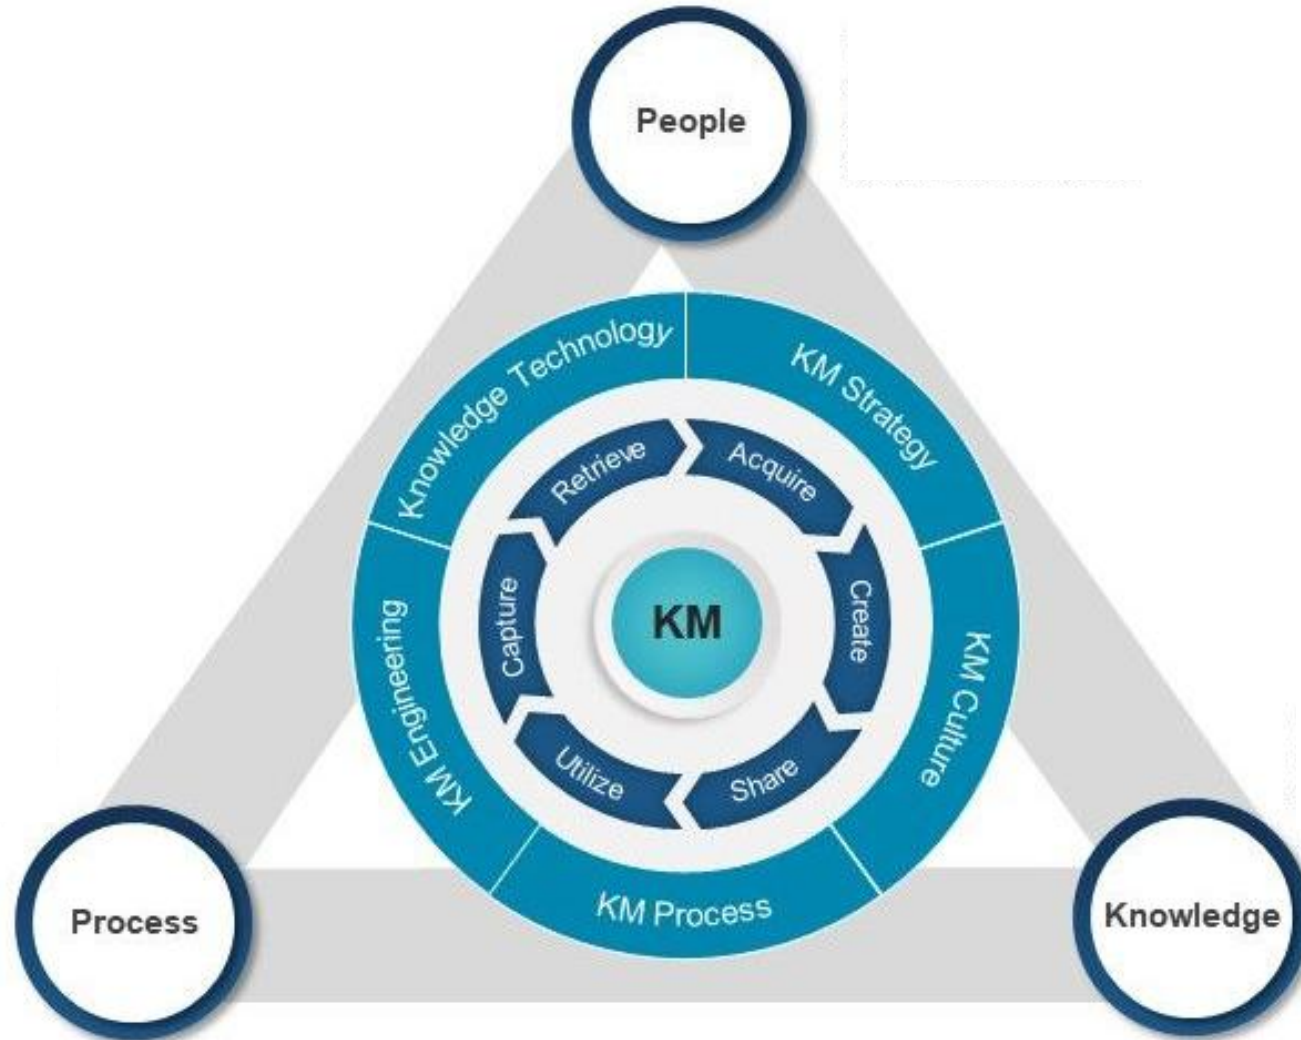 People
Knowledge Technology
KM Strategy
Retrieve
Acquire
KM
Capture
Create
KM Engineering
KM Culture
Utilize
Share
KM Process
Process
Knowledge